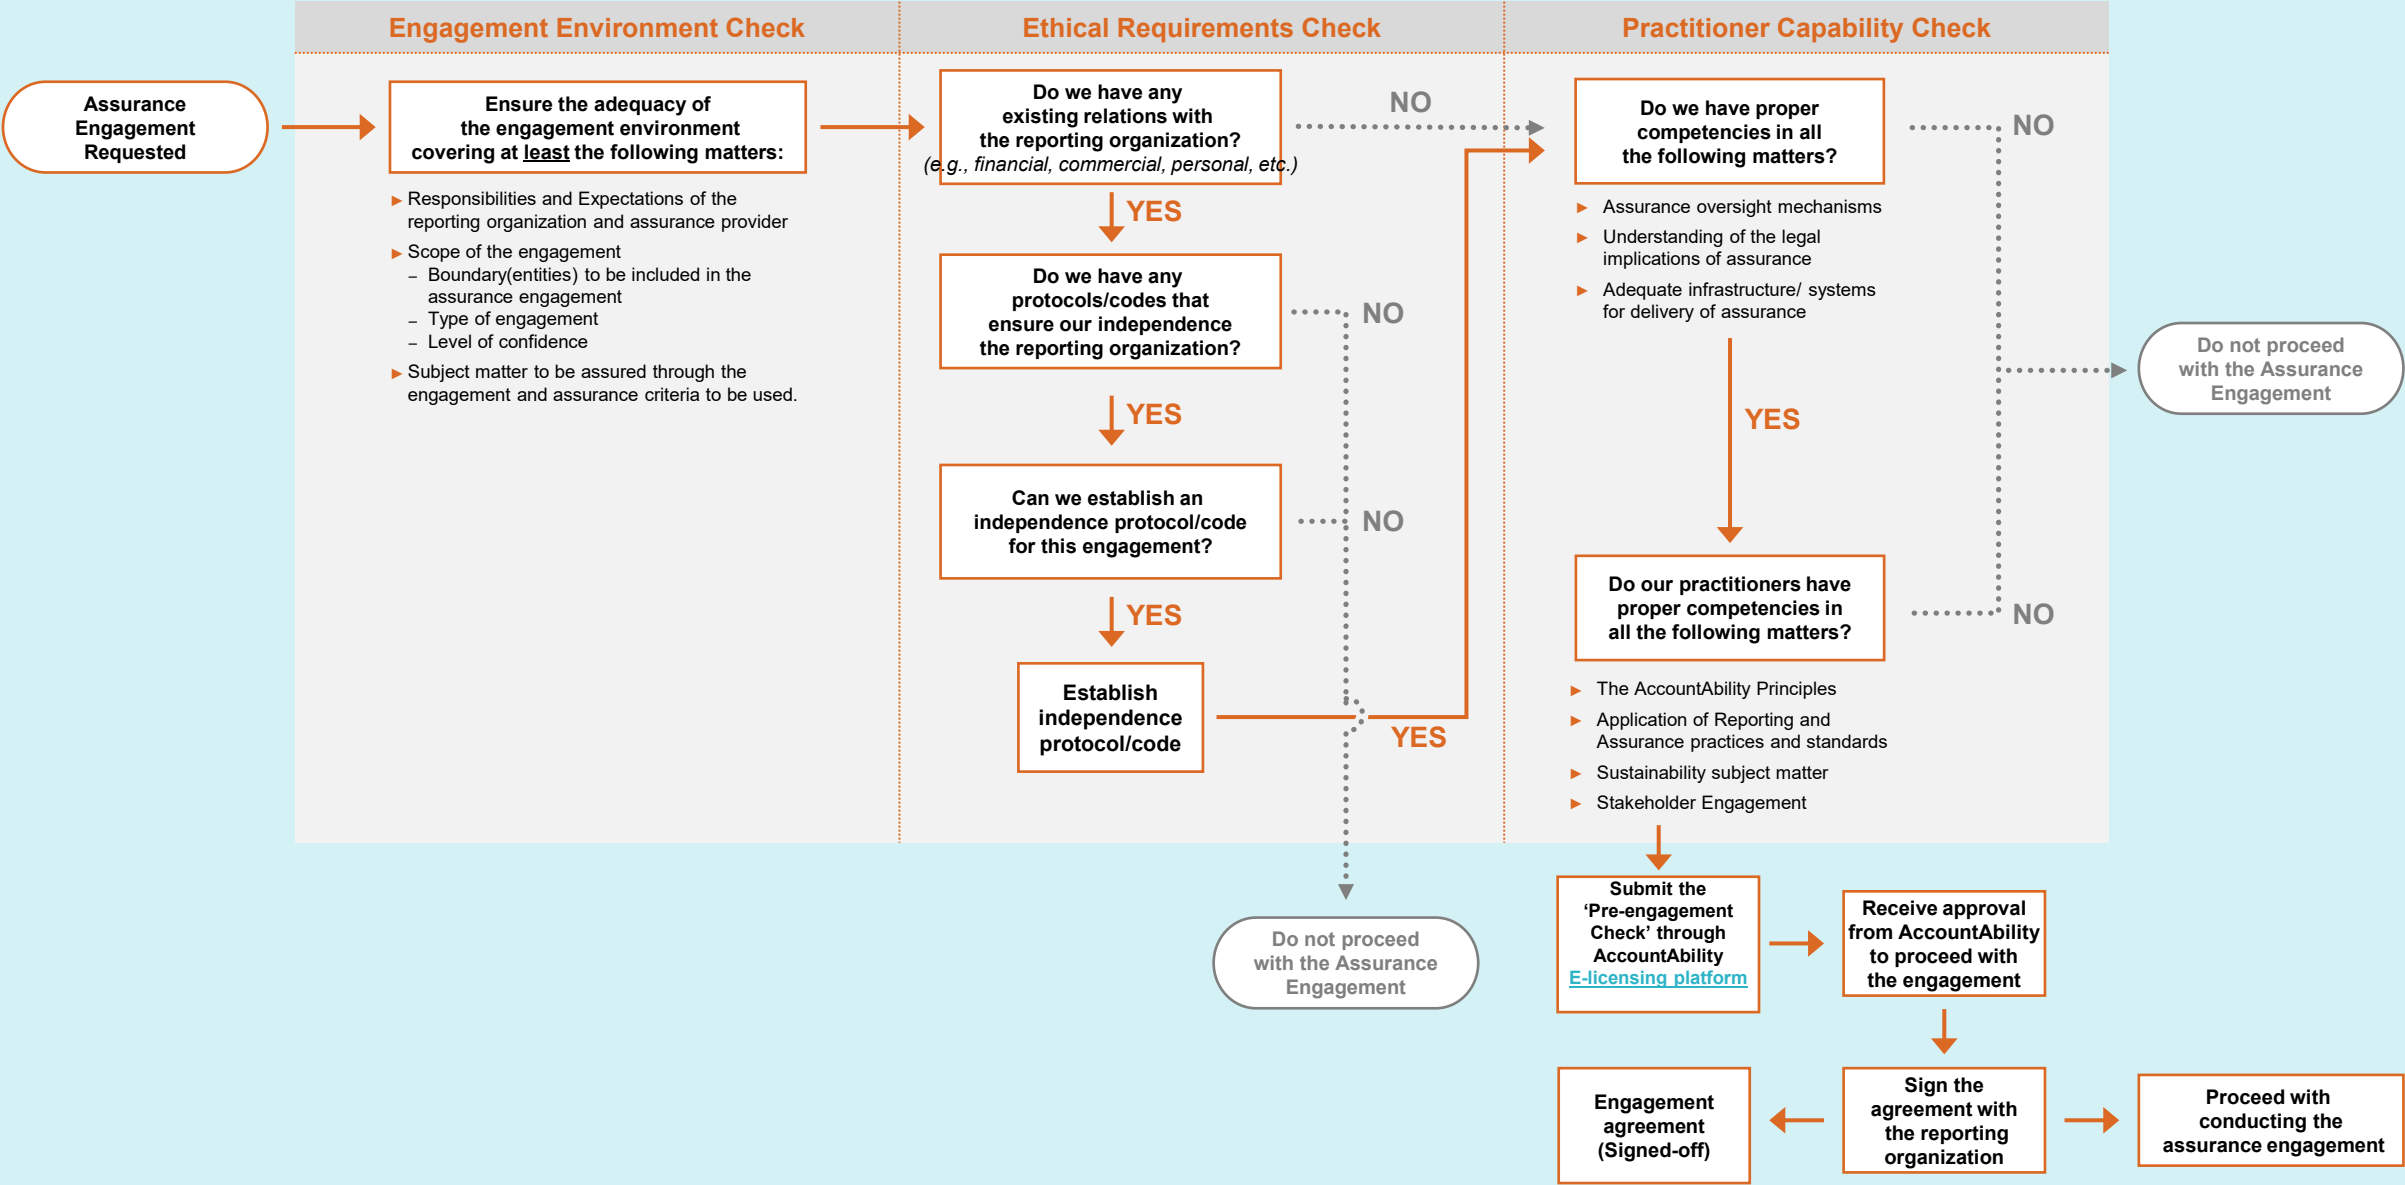 Engagement Environment Check
Ethical Requirements Check
Practitioner Capability Check
Assurance
Engagement
Requested
Ensure the adequacy of
the engagement environment
covering at least the following matters:
► Responsibilities and Expectations of the
reporting organization and assurance provider
► Scope of the engagement
– Boundary(entities) to be included in the
assurance engagement
– Type of engagement
– Level of confidence
► Subject matter to be assured through the
engagement and assurance criteria to be used.
Do we have any
existing relations with
the reporting organization?
(e.g., financial, commercial, personal, etc.)
NO
YES
Do we have any
protocols/codes that
ensure our independence
the reporting organization?
NO
YES
Can we establish an
independence protocol/code
for this engagement?
NO
YES
Establish
independence
protocol/code
YES
Do not proceed
with the Assurance
Engagement
Do we have proper
competencies in all
the following matters?
NO
► Assurance oversight mechanisms
► Understanding of the legal
implications of assurance
► Adequate infrastructure/ systems
for delivery of assurance
YES
Do not proceed
with the Assurance
Engagement
Do our practitioners have
proper competencies in
all the following matters?
NO
► The AccountAbility Principles
► Application of Reporting and
Assurance practices and standards
► Sustainability subject matter
► Stakeholder Engagement
Submit the
‘Pre-engagement
Check’ through
AccountAbility
E-licensing platform
Receive approval
from AccountAbility
to proceed with
the engagement
Engagement
agreement
(Signed-off)
Sign the
agreement with
the reporting
organization
Proceed with
conducting the
assurance engagement